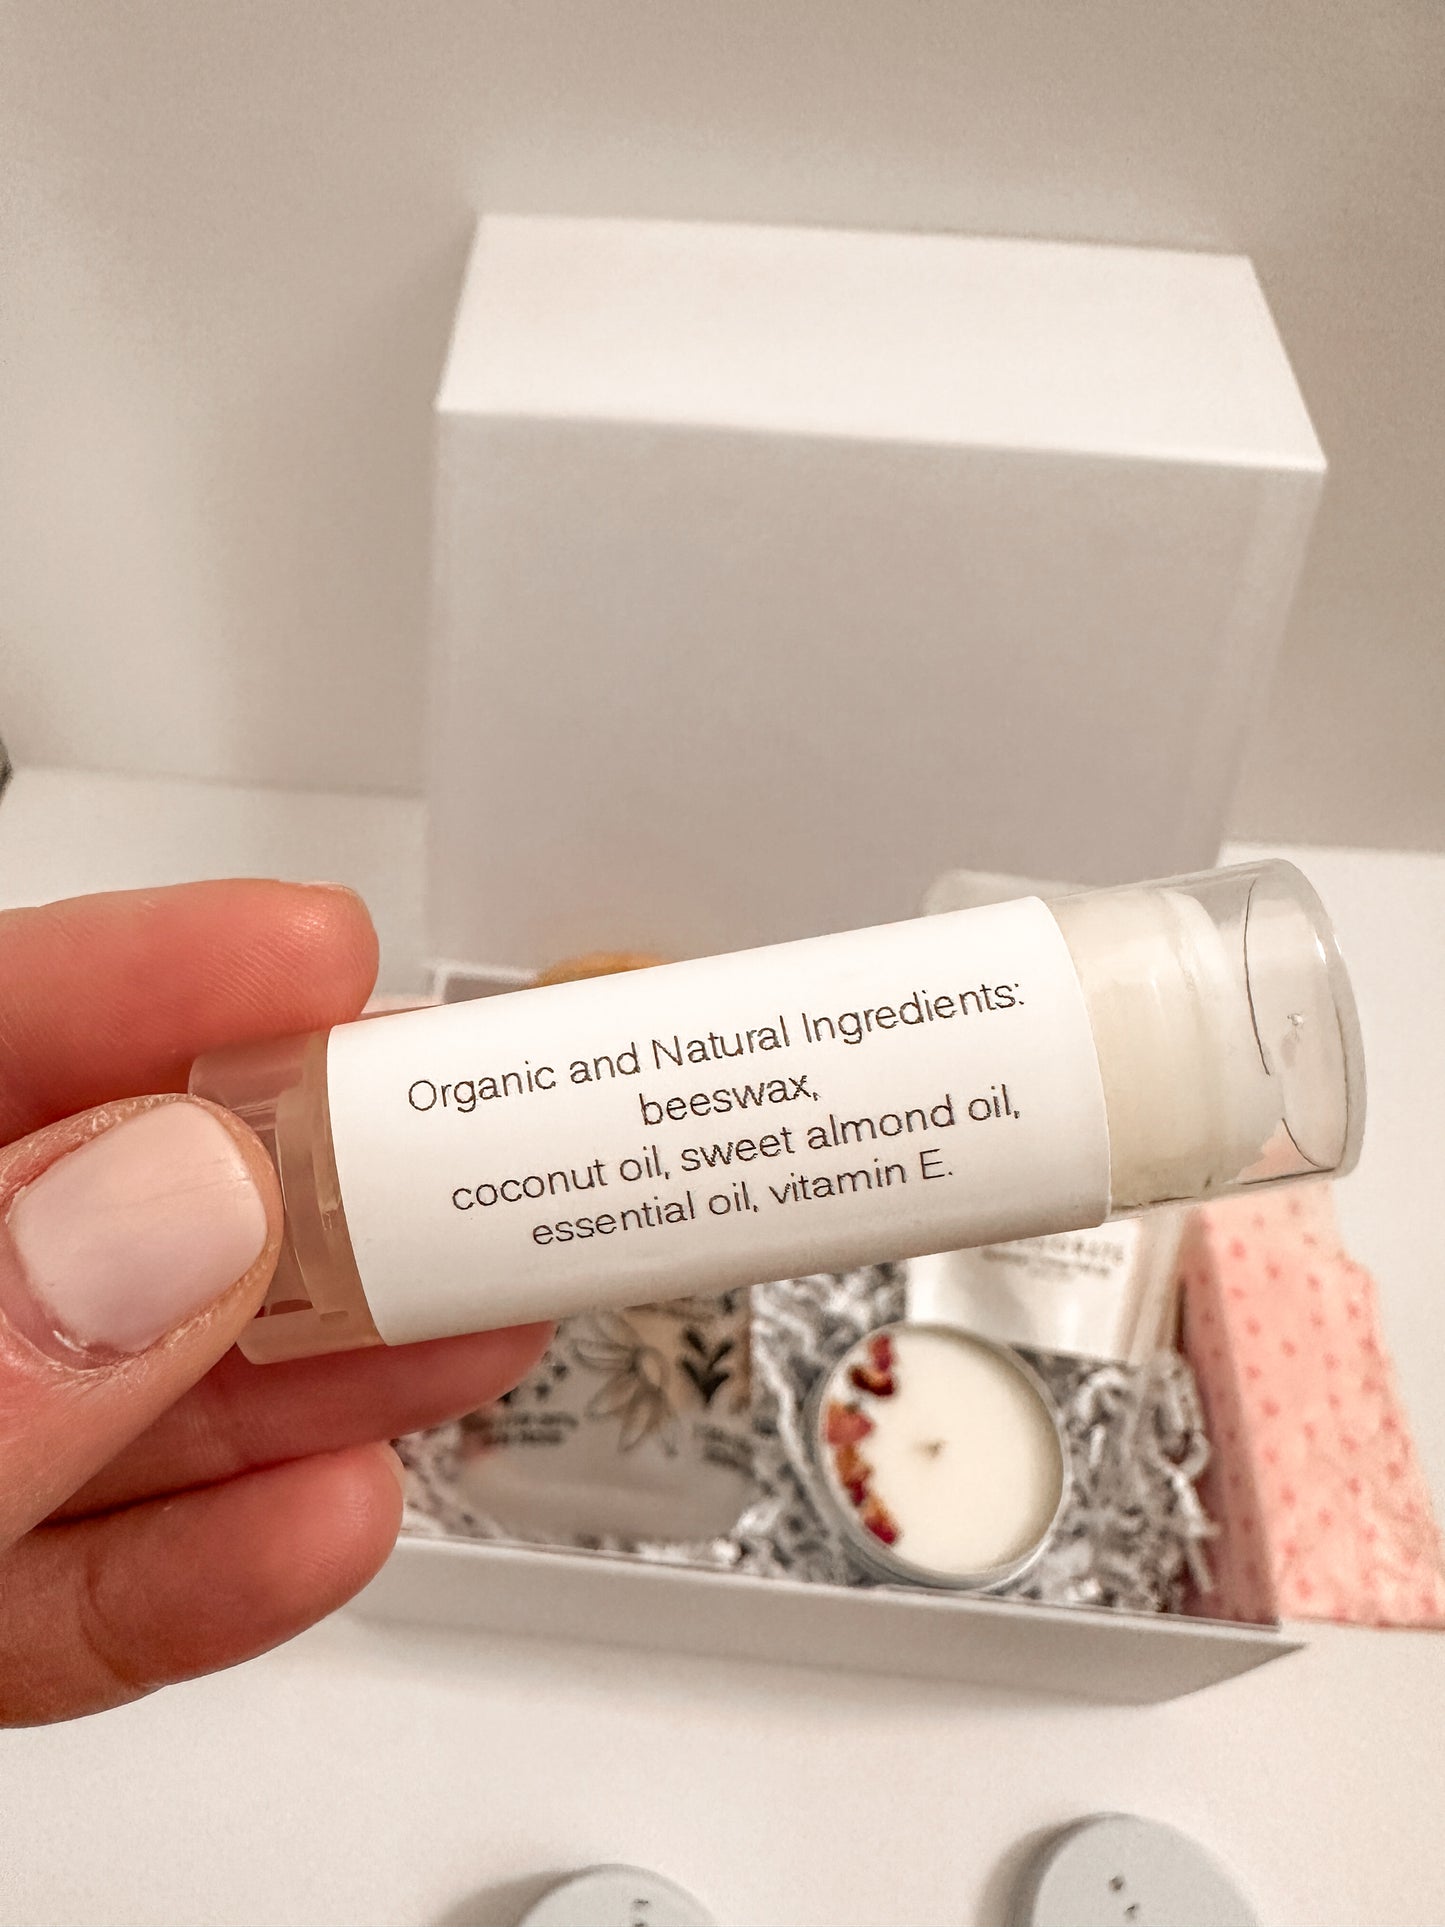 Organic and Natural Ingredients:
beeswax,
coconut oil, sweet almond oil,
essential oil, vitamin E.